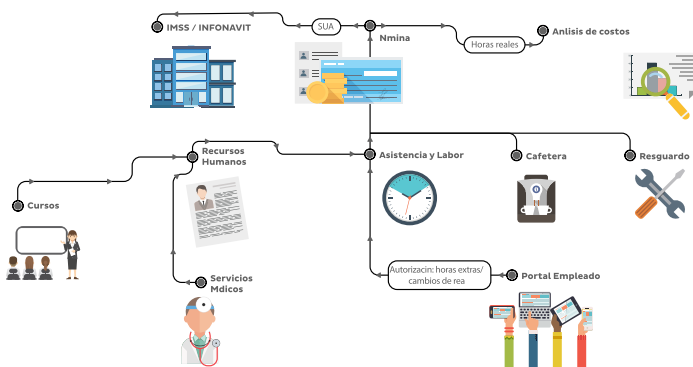 IMSS / INFONAVIT
SUA
Nmina
Horas reales
Anlisis de costos
Recursos
Humanos
Asistencia y Labor
Cafetera
Resguardo
Cursos
Servicios
Mdicos
Autorizacin: horas extras/
cambios de rea
Portal Empleado